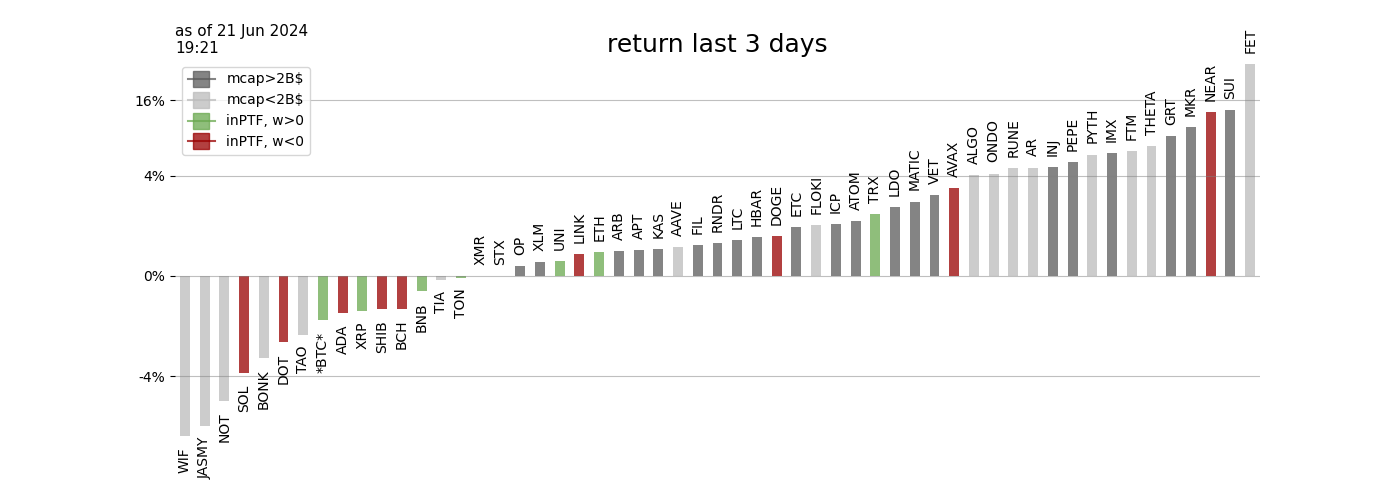 as of 21 Jun 2024
19:21
return last 3 days
mcap>2B$
mcap<2B$
inPTF, w>0
inPTF, w<0
16%
4%
0%
-4%
WIF
JASMY
NOT
SOL
BONK
DOT
TAO
*BTC*
ADA
XRP
SHIB
BCH
BNB
TIA
TON
XMR
STX
OP
XLM
UNI
LINK
ETH
ARB
APT
KAS
AAVE
FIL
RNDR
LTC
HBAR
DOGE
ETC
FLOKI
ICP
ATOM
TRX
LDO
MATIC
VET
AVAX
ALGO
ONDO
RUNE
AR
INJ
PEPE
PYTH
IMX
FTM
THETA
GRT
MKR
NEAR
SUI
FET